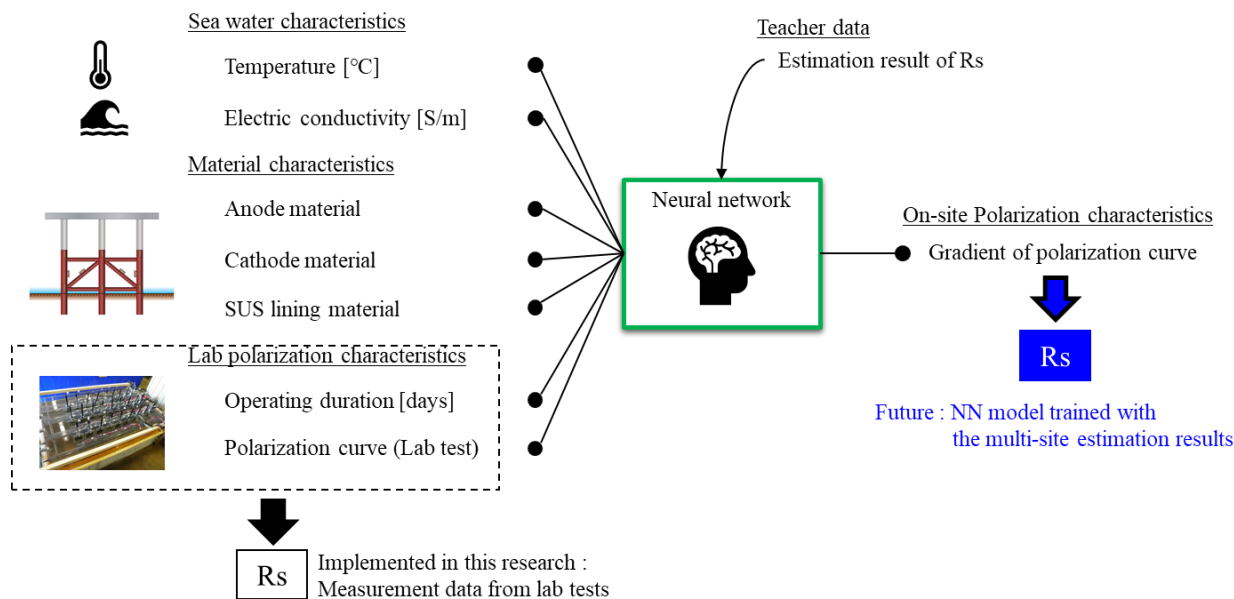 Sea water characteristics
Temperature [°C]
Electric conductivity [S/m]
Material characteristics
Anode material
Cathode material
SUS lining material
Lab polarization characteristics
Operating duration [days]
Polarization curve (Lab test)
Rs
Implemented in this research :
Measurement data from lab tests
Teacher data
Estimation result of Rs
Neural network
On-site Polarization characteristics
Gradient of polarization curve
Rs
Future : NN model trained with
the multi-site estimation results